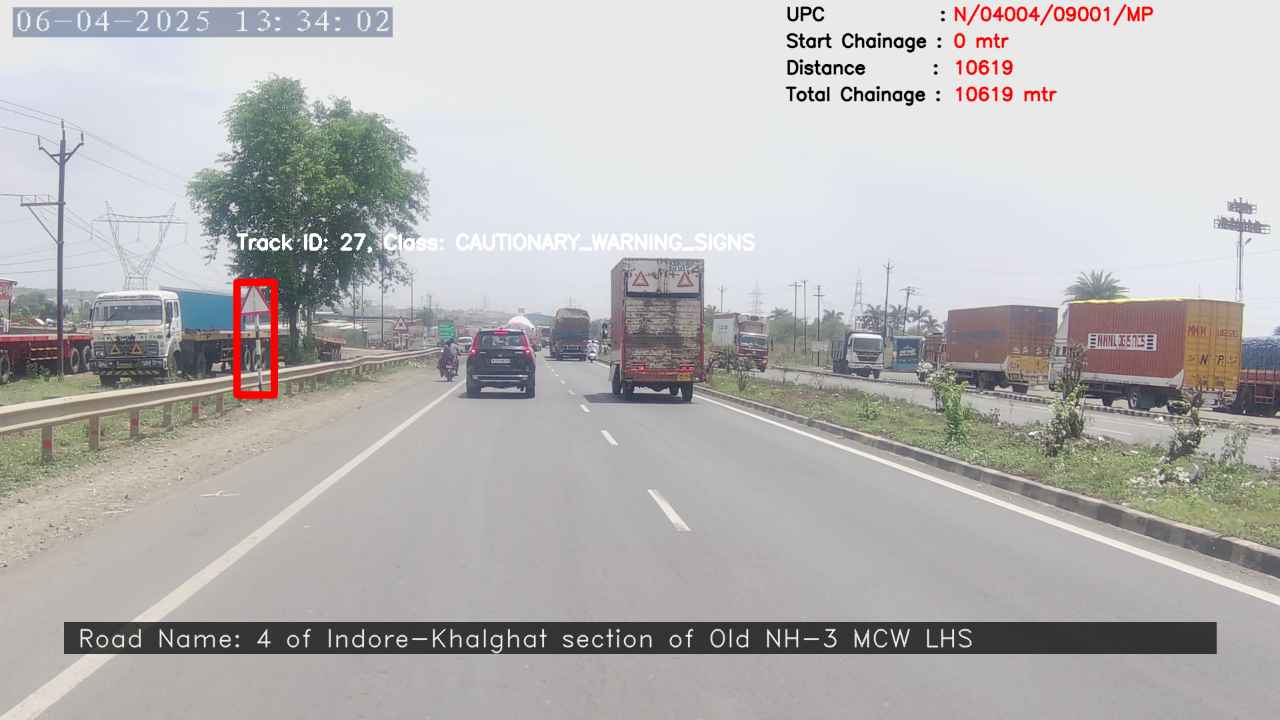 06-04-2025 13:34:02
UPC : N/04004/09001/MP
Start Chainage : 0 mtr
Distance : 10619
Total Chainage : 10619 mtr
Track ID: 27, Class: CAUTIONARY_WARNING_SIGNS
Road Name: 4 of Indore-Khalghat section of Old NH-3 MCW LHS